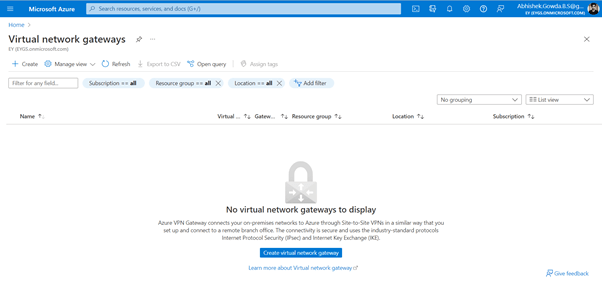 Microsoft Azure
Search resources, services, and docs (G+/)
Abhishek.Gowda.B.S@g...
EY (EYGS.ONMICROSOFT.COM)
Home >
Virtual network gateways
EY (EYGS.onmicrosoft.com)
Create Manage view Refresh Export to CSV Open query Assign tags
Filter for any field... Subscription == all Resource group == all Location == all Add filter
No grouping List view
Name Virtual ... Gatew... Resource group Location Subscription
No virtual network gateways to display
Azure VPN Gateway connects your on-premises networks to Azure through Site-to-Site VPNs in a similar way that you
set up and connect to a remote branch office. The connectivity is secure and uses the industry-standard protocols
Internet Protocol Security (IPsec) and Internet Key Exchange (IKE).
Create virtual network gateway
Learn more about Virtual network gateway
Give feedback